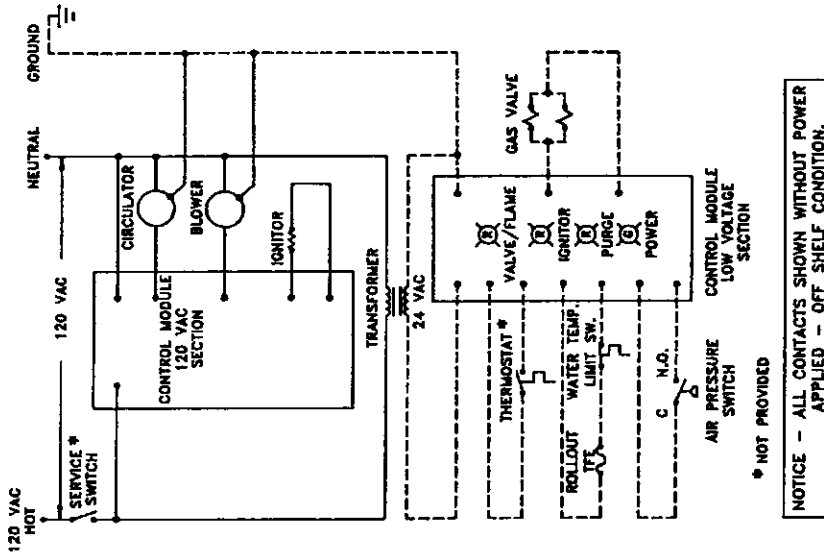 120 VAC
HOT
NEUTRAL
GROUND
120 VAC
SERVICE *
SWITCH
CONTROL MODULE
120 VAC
SECTION
CIRCULATOR
BLOWER
IGNITOR
TRANSFORMER
24 VAC
THERMOSTAT *
ROLLOUT
TFE
WATER TEMP.
LIMIT SW.
C N.O.
AIR PRESSURE
SWITCH
GAS VALVE
R
VALVE/FLAME
R
IGNITOR
R
PURGE
G
POWER
CONTROL MODULE
LOW VOLTAGE
SECTION
* NOT PROVIDED
NOTICE - ALL CONTACTS SHOWN WITHOUT POWER
APPLIED - OFF SHELF CONDITION.